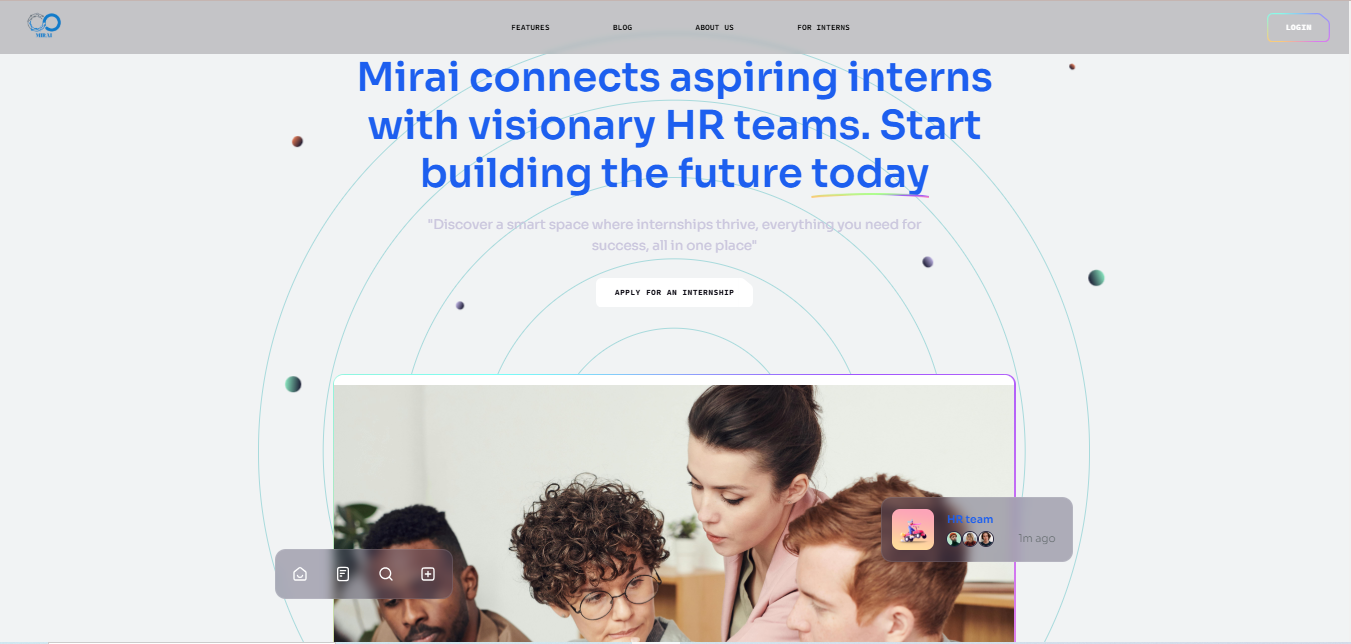 MIRAI
FEATURES
BLOG
ABOUT US
FOR INTERNS
LOGIN
Mirai connects aspiring interns
with visionary HR teams. Start
building the future today
"Discover a smart space where internships thrive, everything you need for
success, all in one place"
APPLY FOR AN INTERNSHIP
HR team
1m ago